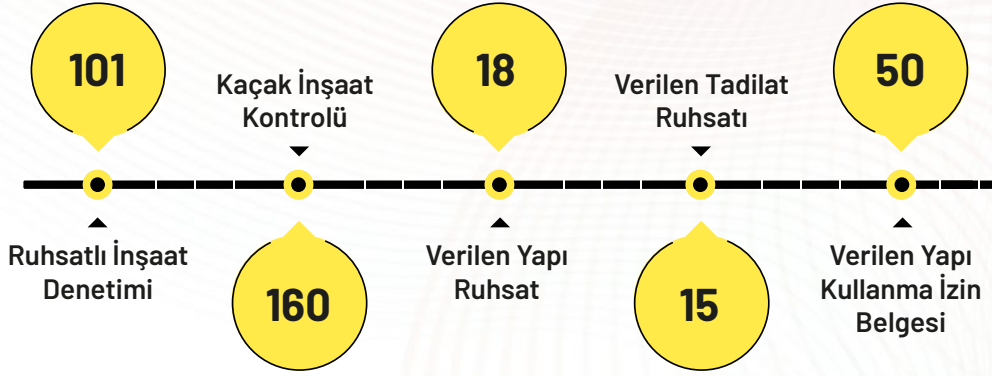 101
Ruhsatlı İnşaat
Denetimi
Kaçak İnşaat
Kontrolü
160
18
Verilen Yapı
Ruhsat
Verilen Tadilat
Ruhsatı
15
50
Verilen Yapı
Kullanma İzin
Belgesi